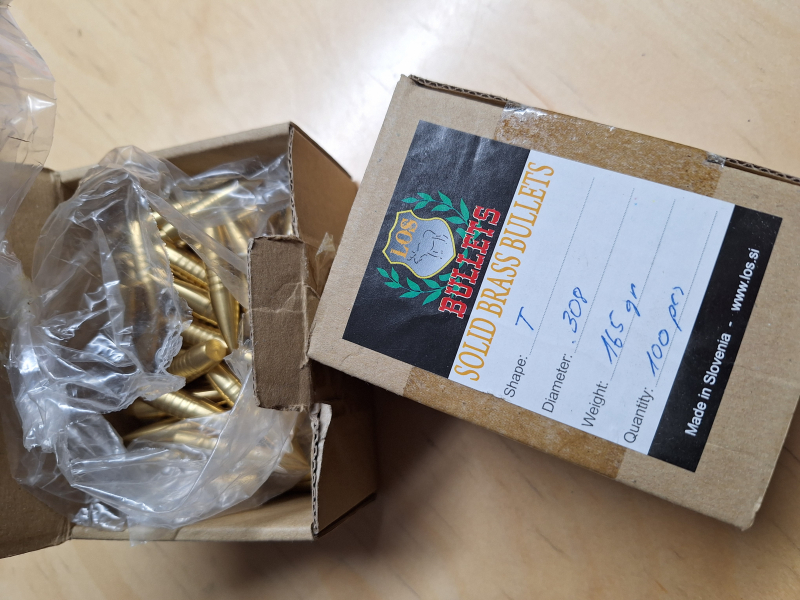 LOS
BULLETS
SOLID BRASS BULLETS
Shape: T
Diameter: .308
Weight: 165 gr
Quantity: 100 pcs
Made in Slovenia - www.los.si